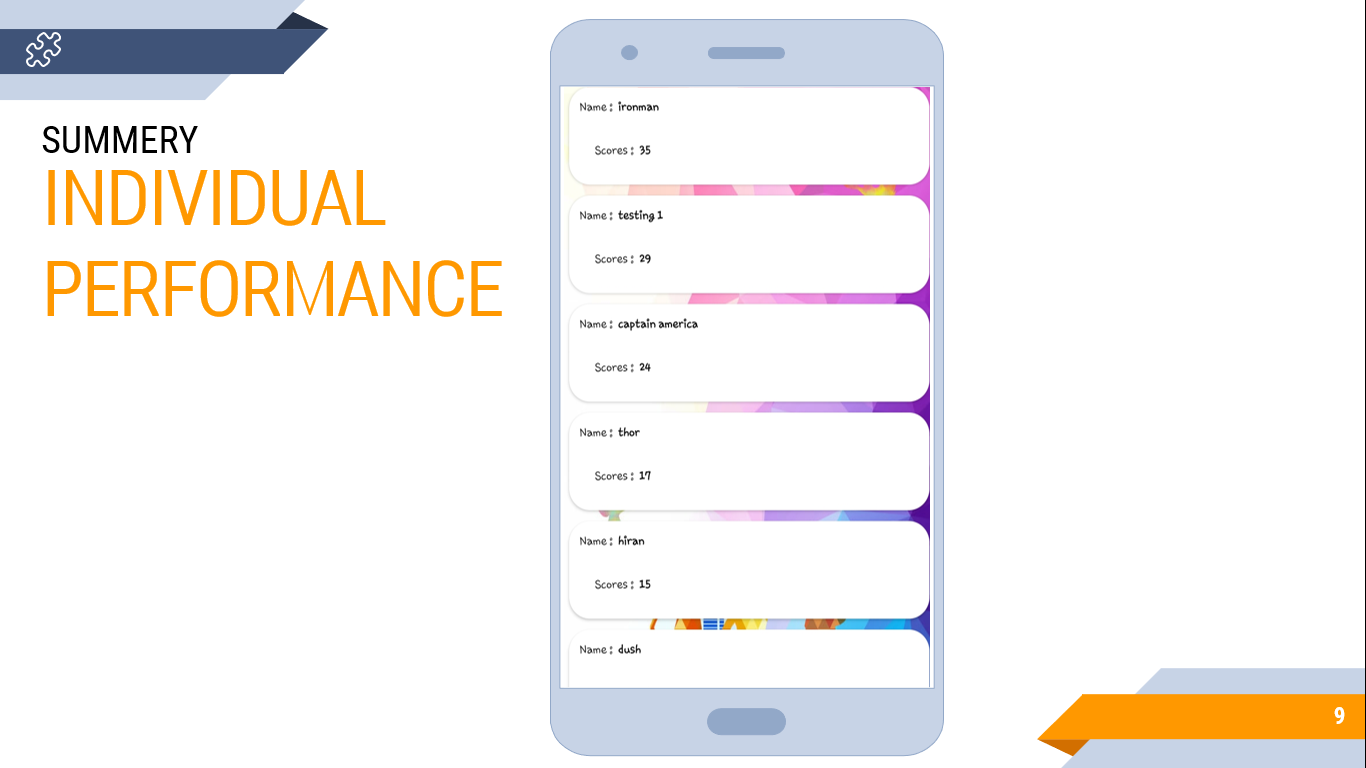 SUMMERY
INDIVIDUAL
PERFORMANCE
Name : ironman
Scores : 35
Name : testing 1
Scores : 29
Name : captain america
Scores : 24
Name : thor
Scores : 17
Name : hiran
Scores : 15
Name : dush
9